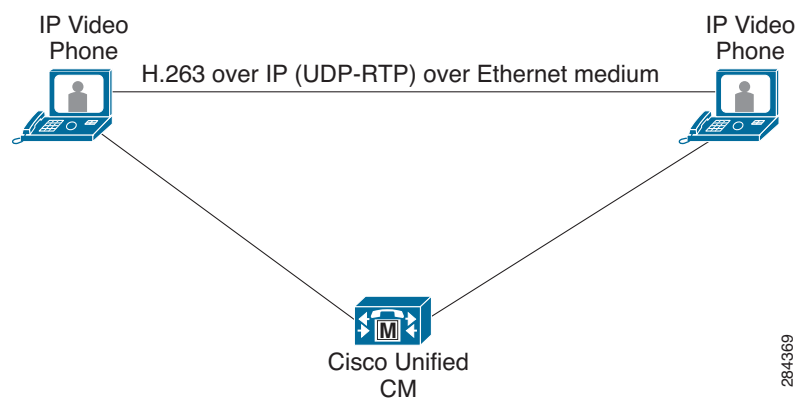 IP Video
Phone
IP Video
Phone
H.263 over IP (UDP-RTP) over Ethernet medium
M
Cisco Unified
CM
284369